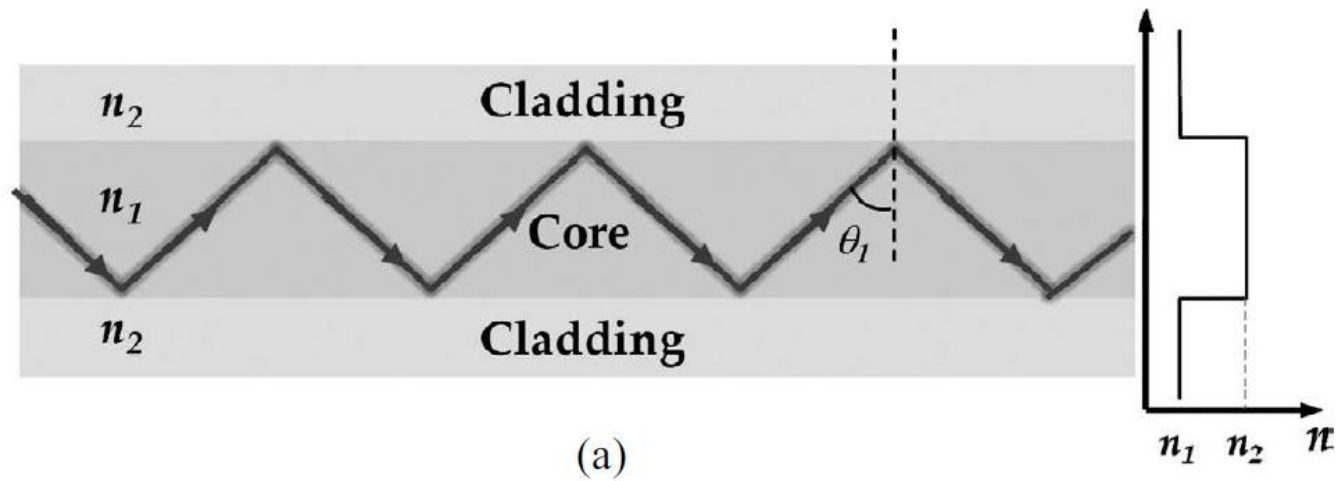 n₂ Cladding
n₁
Core
θ₁
n₂ Cladding
n₁ n₂ n
(a)